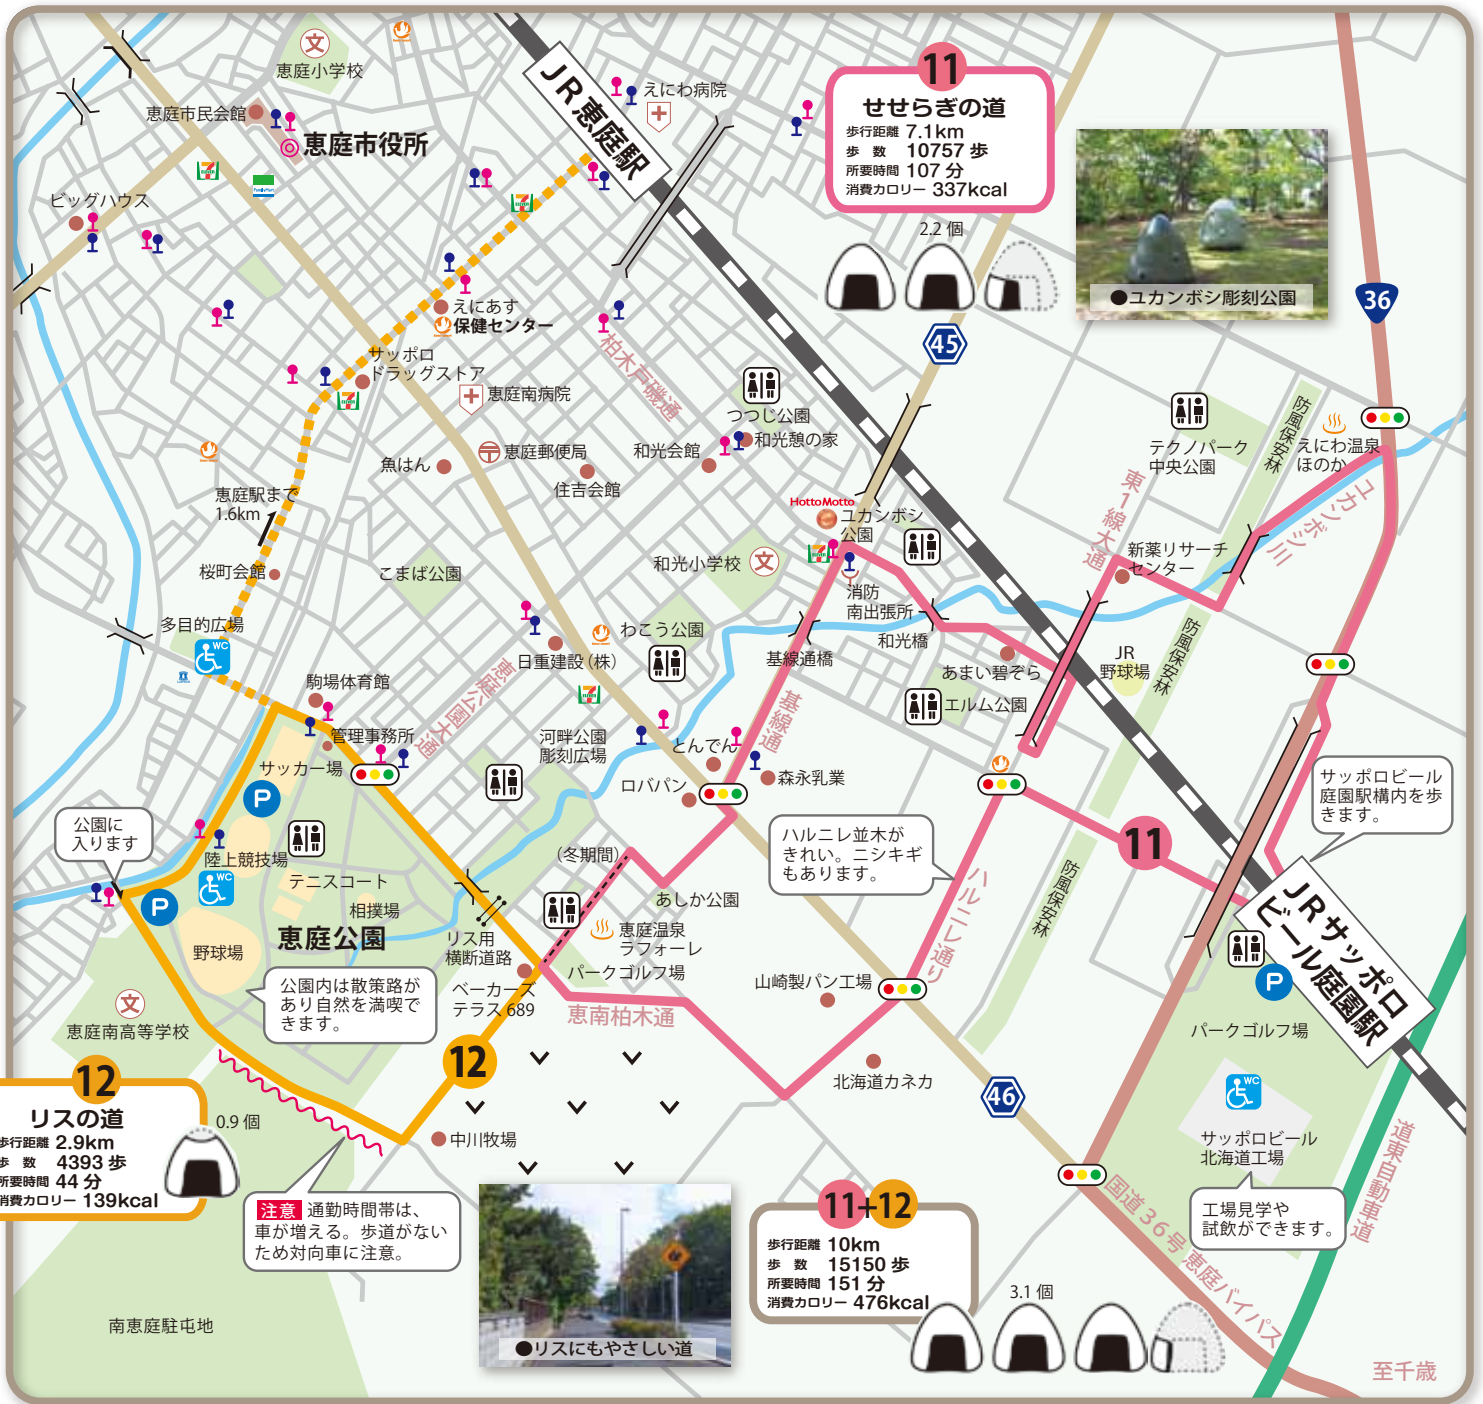 恵庭小学校
恵庭市民会館
恵庭市役所
ビッグハウス
JR恵庭駅
えにわ病院
11
せせらぎの道
歩行距離 7.1km
歩 数 10757 歩
所要時間 107 分
消費カロリー 337kcal
2.2 個
●ユカンボシ彫刻公園
36
45
えにあす
保健センター
サッポロ
ドラッグストア
恵庭南病院
柏木戸磯通
つつじ公園
和光憩の家
和光会館
恵庭郵便局
魚はん
住吉会館
恵庭駅まで
1.6km
桜町会館
こまば公園
HottoMotto
ユカンボシ
公園
和光小学校
消防
南出張所
和光橋
基線通橋
あまい碧ぞら
エルム公園
テクノパーク
中央公園
防風保安林
えにわ温泉
ほのか
ユカンボシ川
東1線大通
新薬リサーチ
センター
防風保安林
JR
野球場
多目的広場
WC
駒場体育館
管理事務所
サッカー場
日重建設(株)
わこう公園
恵庭公園大通
河畔公園
彫刻広場
基線通
とんでん
ロバパン
森永乳業
サッポロビール
庭園駅構内を歩
きます。
公園に
入ります
P
陸上競技場
WC
テニスコート
相撲場
P
野球場
恵庭公園
公園内は散策路が
あり自然を満喫で
きます。
リス用
横断道路
(冬期間)
あしか公園
恵庭温泉
ラフォーレ
パークゴルフ場
ベーカーズ
テラス 689
恵南柏木通
ハルニレ並木が
きれい。ニシキギ
もあります。
ハルニレ通り
11
防風保安林
JRサッポロ
ビール庭園駅
P
パークゴルフ場
山崎製パン工場
北海道カネカ
46
恵庭南高等学校
12
12
リスの道
歩行距離 2.9km
歩 数 4393 歩
所要時間 44 分
消費カロリー 139kcal
0.9 個
中川牧場
注意 通勤時間帯は、
車が増える。歩道がない
ため対向車に注意。
●リスにもやさしい道
11+12
歩行距離 10km
歩 数 15150 歩
所要時間 151 分
消費カロリー 476kcal
3.1 個
WC
サッポロビール
北海道工場
工場見学や
試飲ができます。
国道36号 恵庭バイパス
道東自動車道
南恵庭駐屯地
至千歳